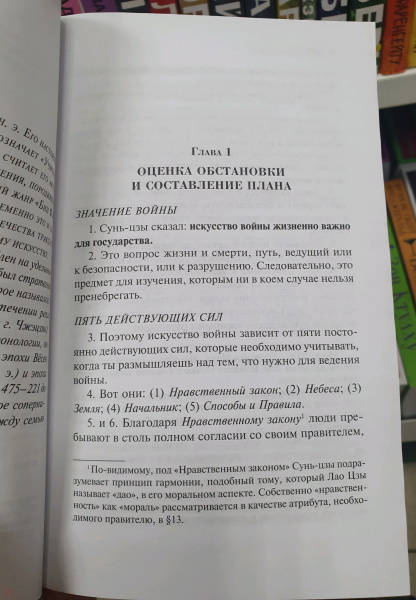 Глава 1
ОЦЕНКА ОБСТАНОВКИ
И СОСТАВЛЕНИЕ ПЛАНА
ЗНАЧЕНИЕ ВОЙНЫ
1. Сунь-цзы сказал: искусство войны жизненно важно
для государства.
2. Это вопрос жизни и смерти, путь, ведущий или
к безопасности, или к разрушению. Следовательно, это
предмет для изучения, которым ни в коем случае нельзя
пренебрегать.
ПЯТЬ ДЕЙСТВУЮЩИХ СИЛ
3. Поэтому искусство войны зависит от пяти посто-
янно действующих сил, которые необходимо учитывать,
когда ты размышляешь над тем, что нужно для ведения
войны.
4. Вот они: (1) Нравственный закон; (2) Небеса; (3)
Земля; (4) Начальник; (5) Способы и Правила.
5. и 6. Благодаря Нравственному закону¹ люди пре-
бывают в столь полном согласии со своим правителем,
¹ По-видимому, под «Нравственным законом» Сунь-цзы подра-
зумевает принцип гармонии, подобный тому, который Лао Цзы
называет «дао», в его моральном аспекте. Собственно «нравствен-
ность» как «мораль» рассматривается в качестве атрибута, необхо-
димого правителю, в §13.